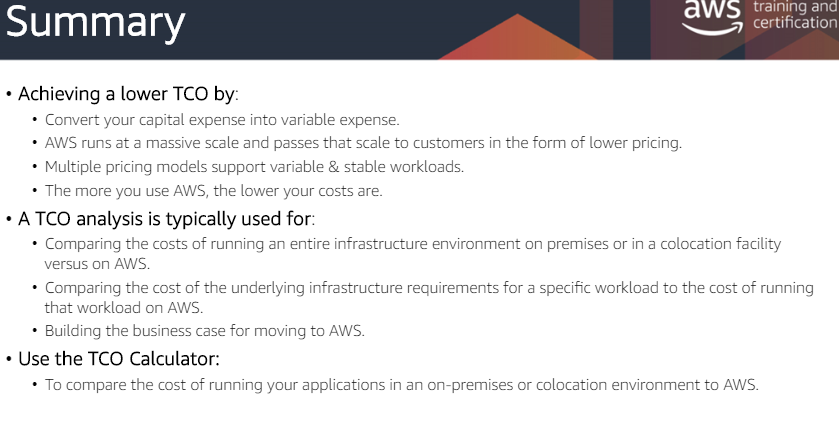 Summary
aws training and
certification
• Achieving a lower TCO by:
• Convert your capital expense into variable expense.
• AWS runs at a massive scale and passes that scale to customers in the form of lower pricing.
• Multiple pricing models support variable & stable workloads.
• The more you use AWS, the lower your costs are.
• A TCO analysis is typically used for:
• Comparing the costs of running an entire infrastructure environment on premises or in a colocation facility
versus on AWS.
• Comparing the cost of the underlying infrastructure requirements for a specific workload to the cost of running
that workload on AWS.
• Building the business case for moving to AWS.
• Use the TCO Calculator:
• To compare the cost of running your applications in an on-premises or colocation environment to AWS.